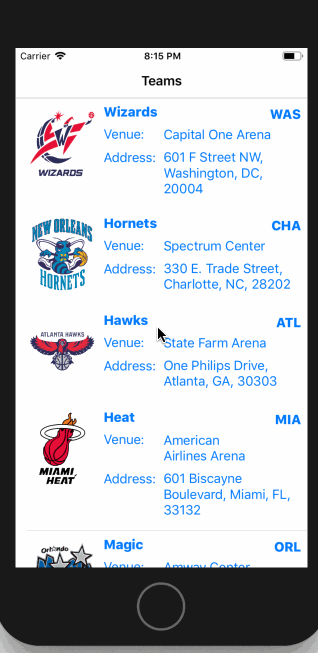 Carrier 8:15 PM
Teams
WIZARDS
Wizards WAS
Venue: Capital One Arena
Address: 601 F Street NW,
Washington, DC,
20004
NEW ORLEANS
HORNETS
Hornets CHA
Venue: Spectrum Center
Address: 330 E. Trade Street,
Charlotte, NC, 28202
ATLANTA HAWKS
Hawks ATL
Venue: State Farm Arena
Address: One Philips Drive,
Atlanta, GA, 30303
MIAMI
HEAT
Heat MIA
Venue: American
Airlines Arena
Address: 601 Biscayne
Boulevard, Miami, FL,
33132
Orlando
Magic ORL
Venue: Amway Center